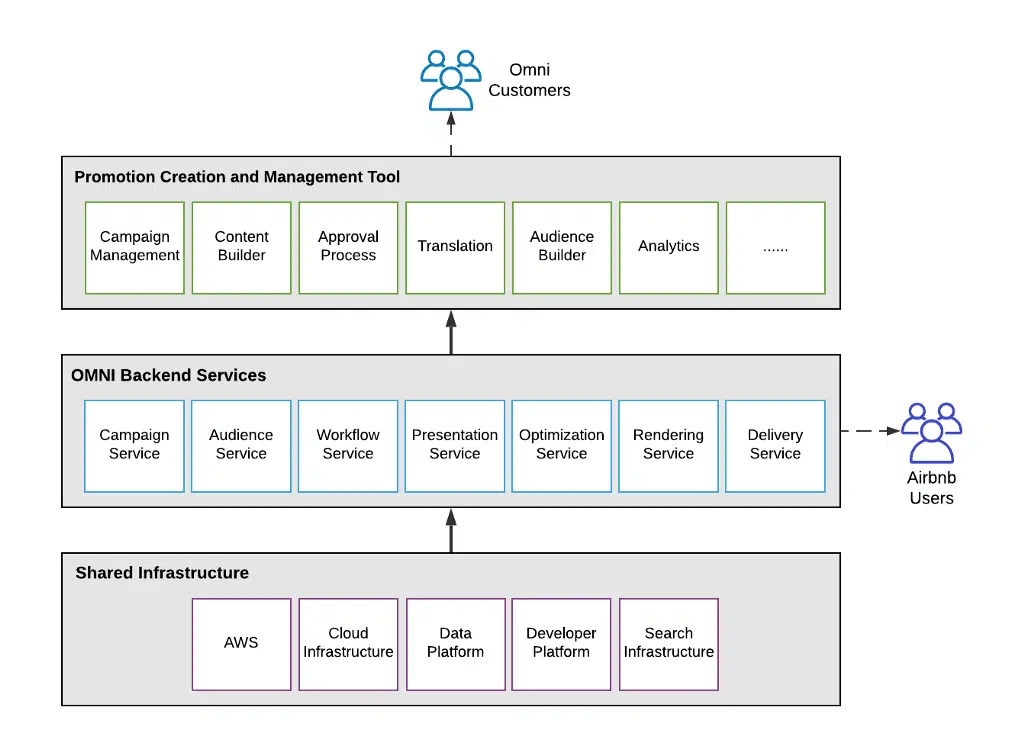 Omni
Customers
Promotion Creation and Management Tool
Campaign
Management
Content
Builder
Approval
Process
Translation
Audience
Builder
Analytics
......
OMNI Backend Services
Campaign
Service
Audience
Service
Workflow
Service
Presentation
Service
Optimization
Service
Rendering
Service
Delivery
Service
Airbnb
Users
Shared Infrastructure
AWS
Cloud
Infrastructure
Data
Platform
Developer
Platform
Search
Infrastructure